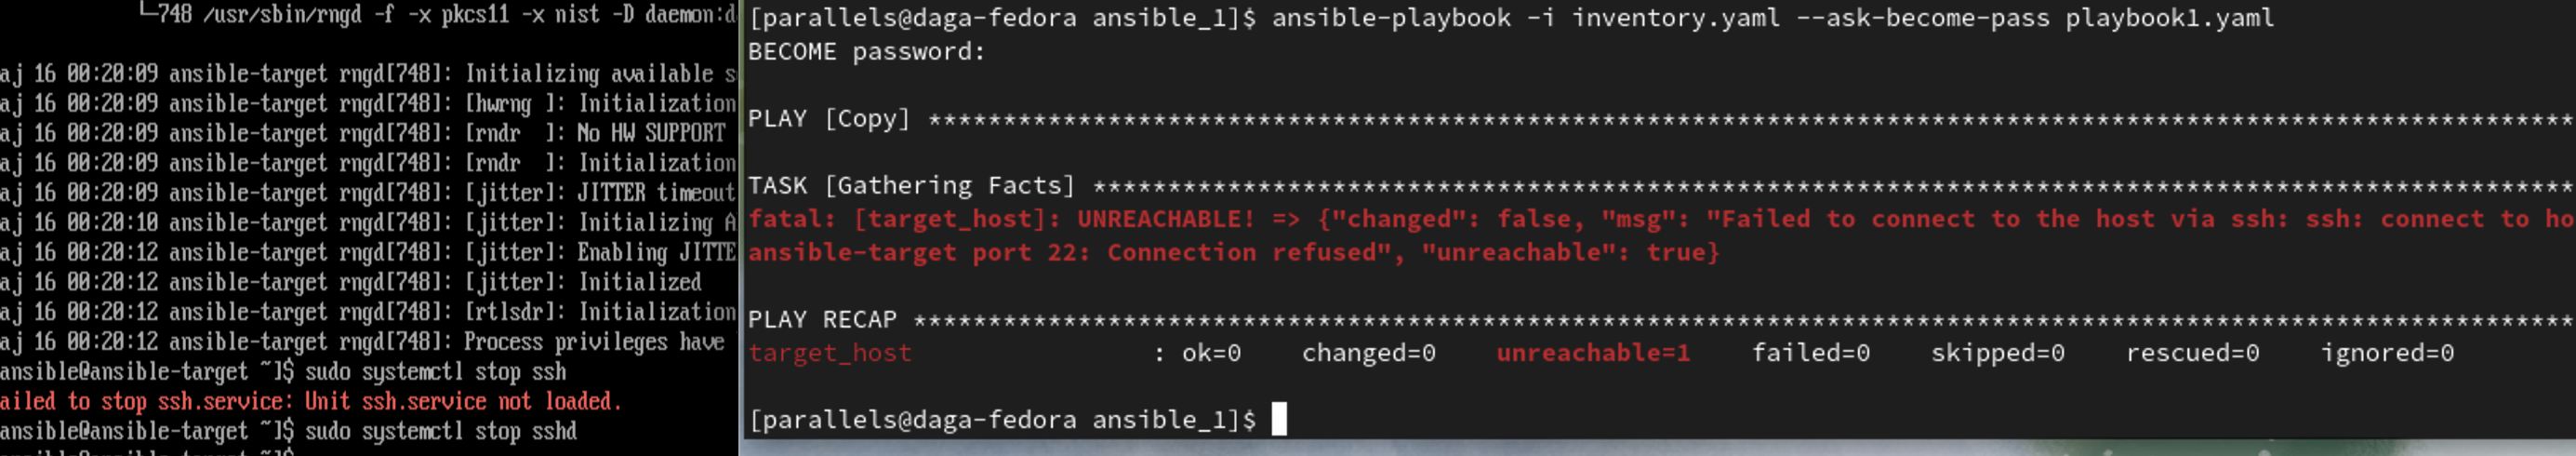 └─748 /usr/sbin/rngd -f -x pkcs11 -x nist -D daemon:d
aj 16 00:20:09 ansible-target rngd[748]: Initializing available s
aj 16 00:20:09 ansible-target rngd[748]: [hwrng ]: Initialization
aj 16 00:20:09 ansible-target rngd[748]: [rndr  ]: No HW SUPPORT
aj 16 00:20:09 ansible-target rngd[748]: [rndr  ]: Initialization
aj 16 00:20:09 ansible-target rngd[748]: [jitter]: JITTER timeout
aj 16 00:20:10 ansible-target rngd[748]: [jitter]: Initializing A
aj 16 00:20:12 ansible-target rngd[748]: [jitter]: Enabling JITTE
aj 16 00:20:12 ansible-target rngd[748]: [jitter]: Initialized
aj 16 00:20:12 ansible-target rngd[748]: [rtlsdr]: Initialization
aj 16 00:20:12 ansible-target rngd[748]: Process privileges have
ansible@ansible-target ~]$ sudo systemctl stop ssh
ailed to stop ssh.service: Unit ssh.service not loaded.
ansible@ansible-target ~]$ sudo systemctl stop sshd
[parallels@daga-fedora ansible_1]$ ansible-playbook -i inventory.yaml --ask-become-pass playbook1.yaml
BECOME password:
PLAY [Copy] **************************************************************************************************************
TASK [Gathering Facts] ***************************************************************************************************
fatal: [target_host]: UNREACHABLE! => {"changed": false, "msg": "Failed to connect to the host via ssh: ssh: connect to ho
ansible-target port 22: Connection refused", "unreachable": true}
PLAY RECAP ***************************************************************************************************************
target_host                : ok=0    changed=0    unreachable=1    failed=0    skipped=0    rescued=0    ignored=0
[parallels@daga-fedora ansible_1]$